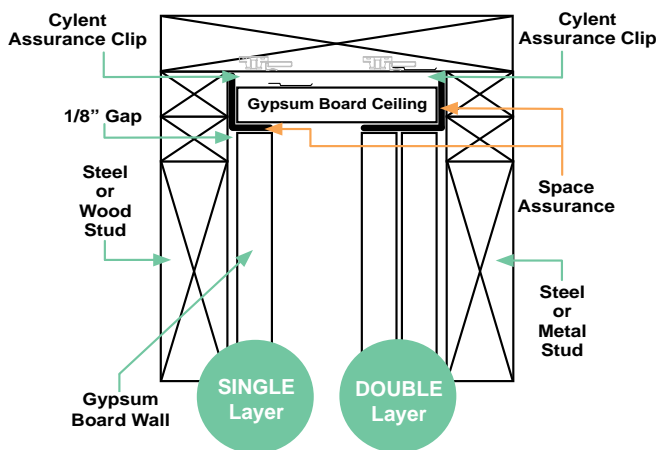 Cylent
Assurance Clip
Cylent
Assurance Clip
Gypsum Board Ceiling
1/8” Gap
Steel
or
Wood
Stud
Space
Assurance
Steel
or
Metal
Stud
Gypsum
Board Wall
SINGLE
Layer
DOUBLE
Layer